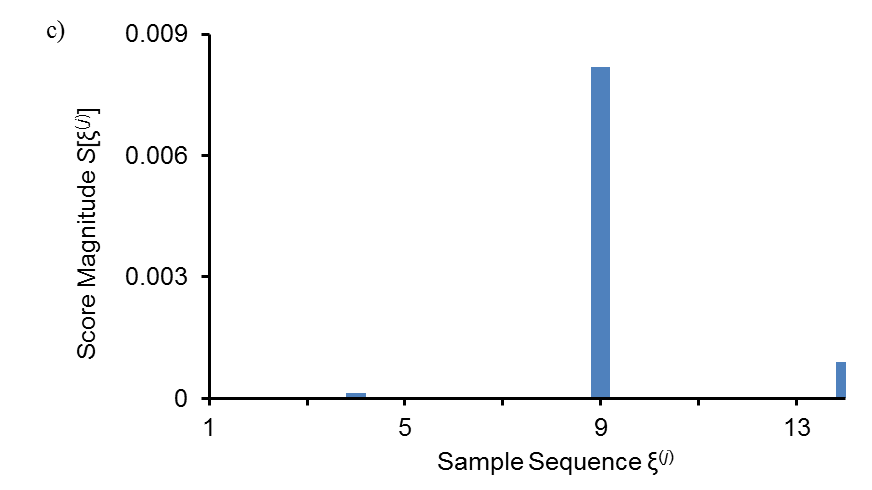 c)
0.009
0.006
0.003
0
Score Magnitude S[ξ(j)]
1 5 9 13
Sample Sequence ξ(j)